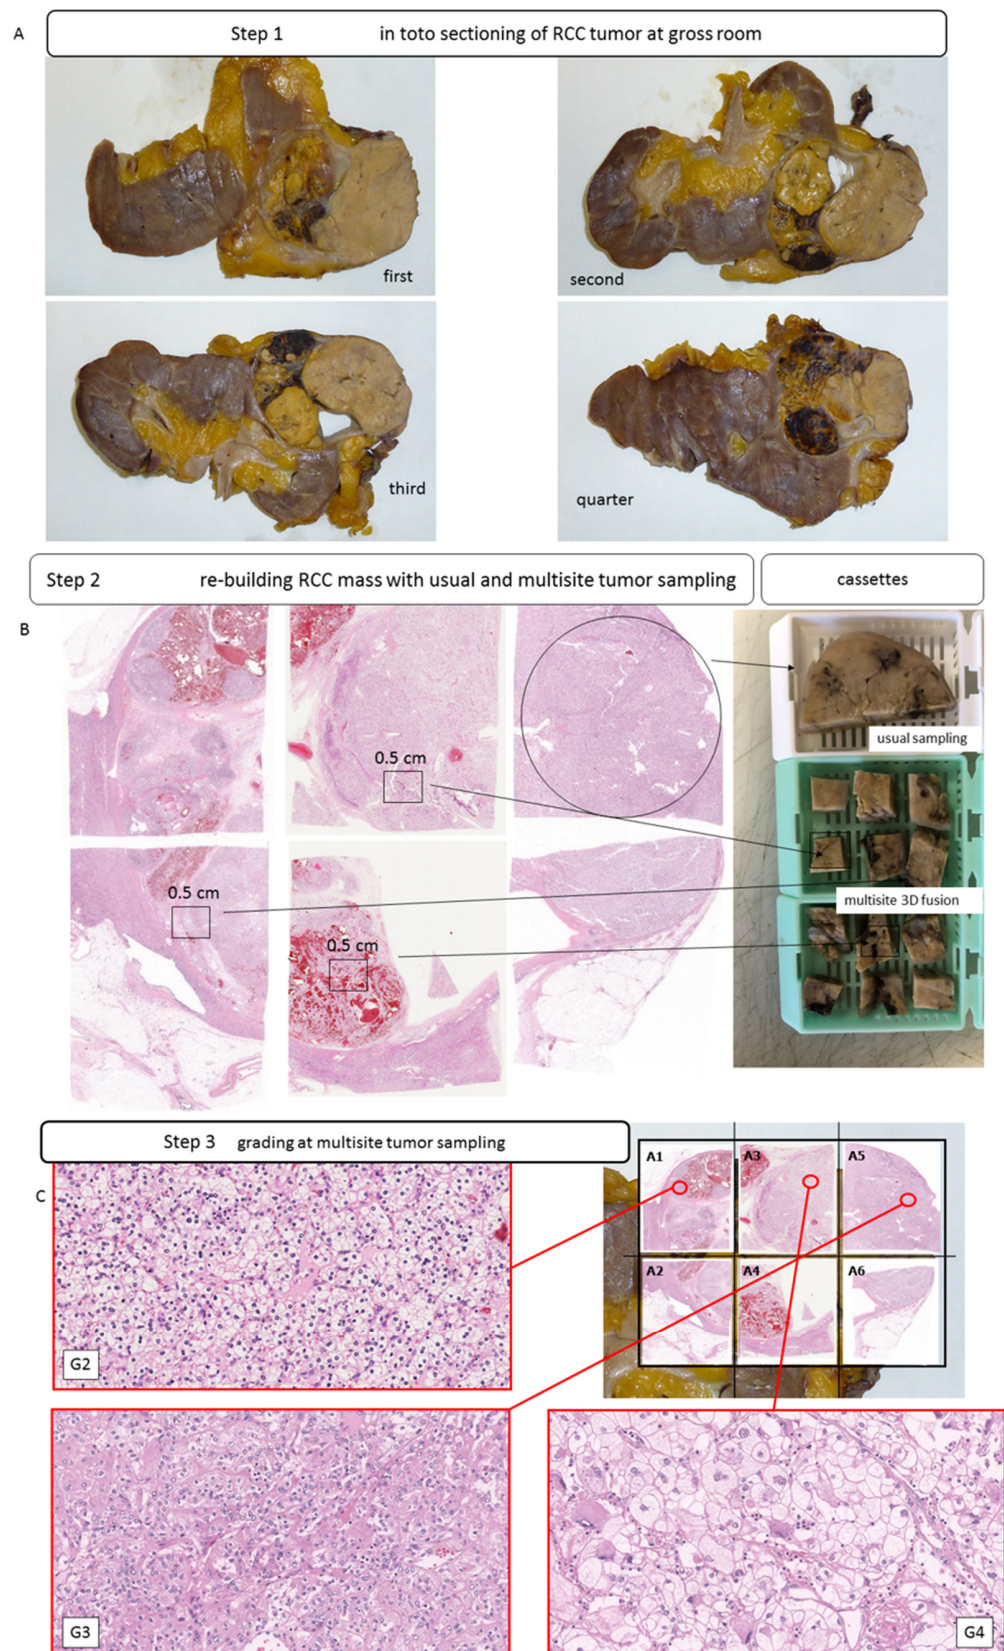 A
Step 1 in toto sectioning of RCC tumor at gross room
first
second
third
quarter
Step 2 re-building RCC mass with usual and multisite tumor sampling
cassettes
B
usual sampling
0.5 cm
0.5 cm
multisite 3D fusion
0.5 cm
Step 3 grading at multisite tumor sampling
C
A1
A3
A5
A2
A4
A6
G2
G3
G4